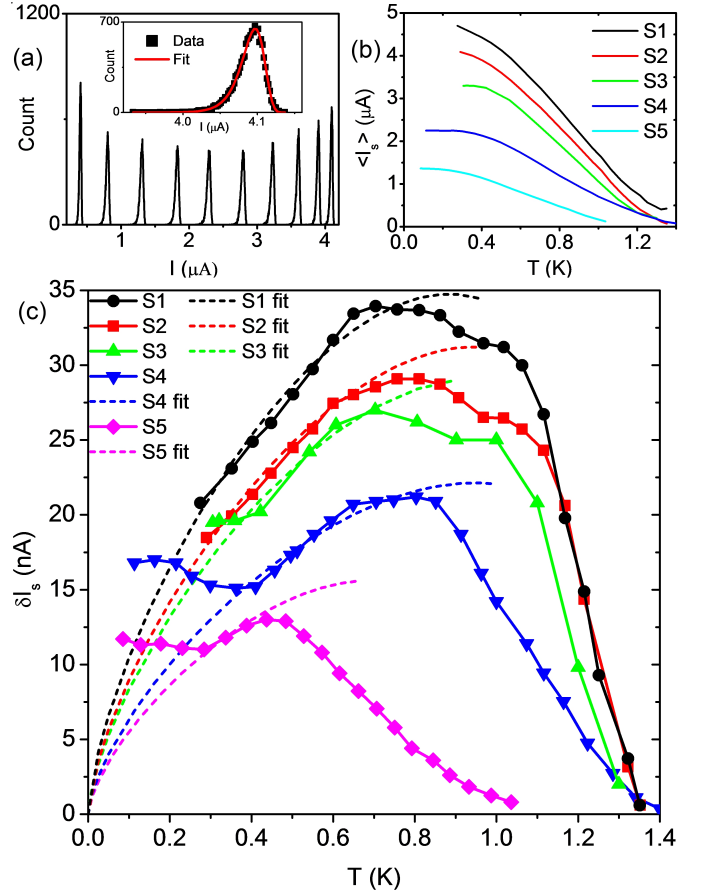 (a)
1200
0
Count
1
2
3
4
I (μA)
700
0
Count
4.0
4.1
I (μA)
Data
Fit
(b)
5
4
3
2
1
0
<Is> (μA)
0.0
0.4
0.8
1.2
T (K)
S1
S2
S3
S4
S5
(c)
35
30
25
20
15
10
5
0
δIs (nA)
S1
S1 fit
S2
S2 fit
S3
S3 fit
S4
S4 fit
S5
S5 fit
0.0
0.2
0.4
0.6
0.8
1.0
1.2
1.4
T (K)